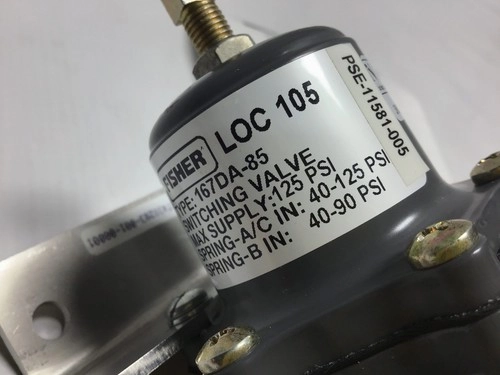 FISHER LOC 105
TYPE: 167DA-85
SWITCHING VALVE
MAX SUPPLY:125 PSI
SPRING-A/C IN: 40-125 PSI
SPRING-B IN: 40-90 PSI
PSE-11581-005